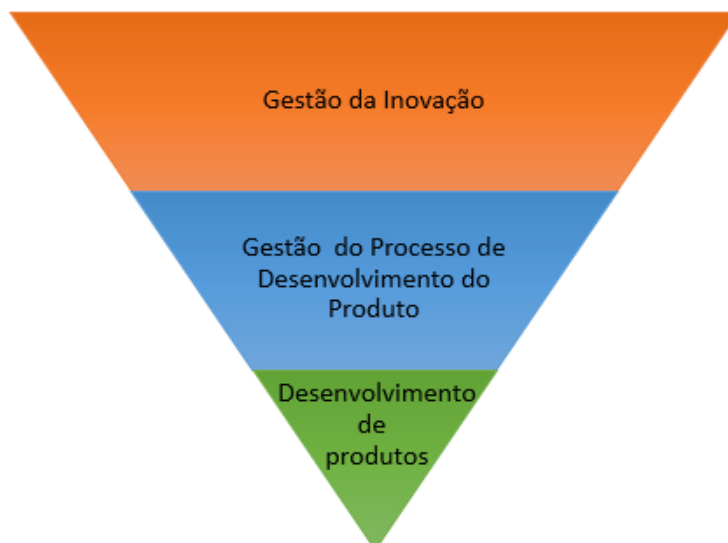 Gestão da Inovação
Gestão  do Processo de
Desenvolvimento do
Produto
Desenvolvimento
de
produtos